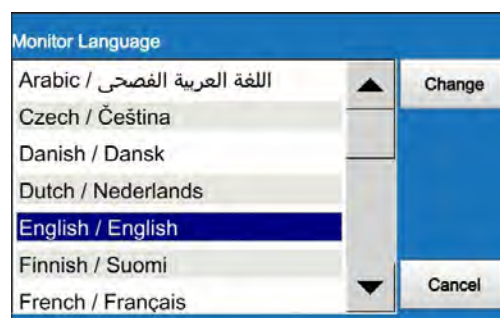 Monitor Language
Arabic / اللغة العربية الفصحى
Change
Czech / Čeština
Danish / Dansk
Dutch / Nederlands
English / English
Finnish / Suomi
French / Français
Cancel